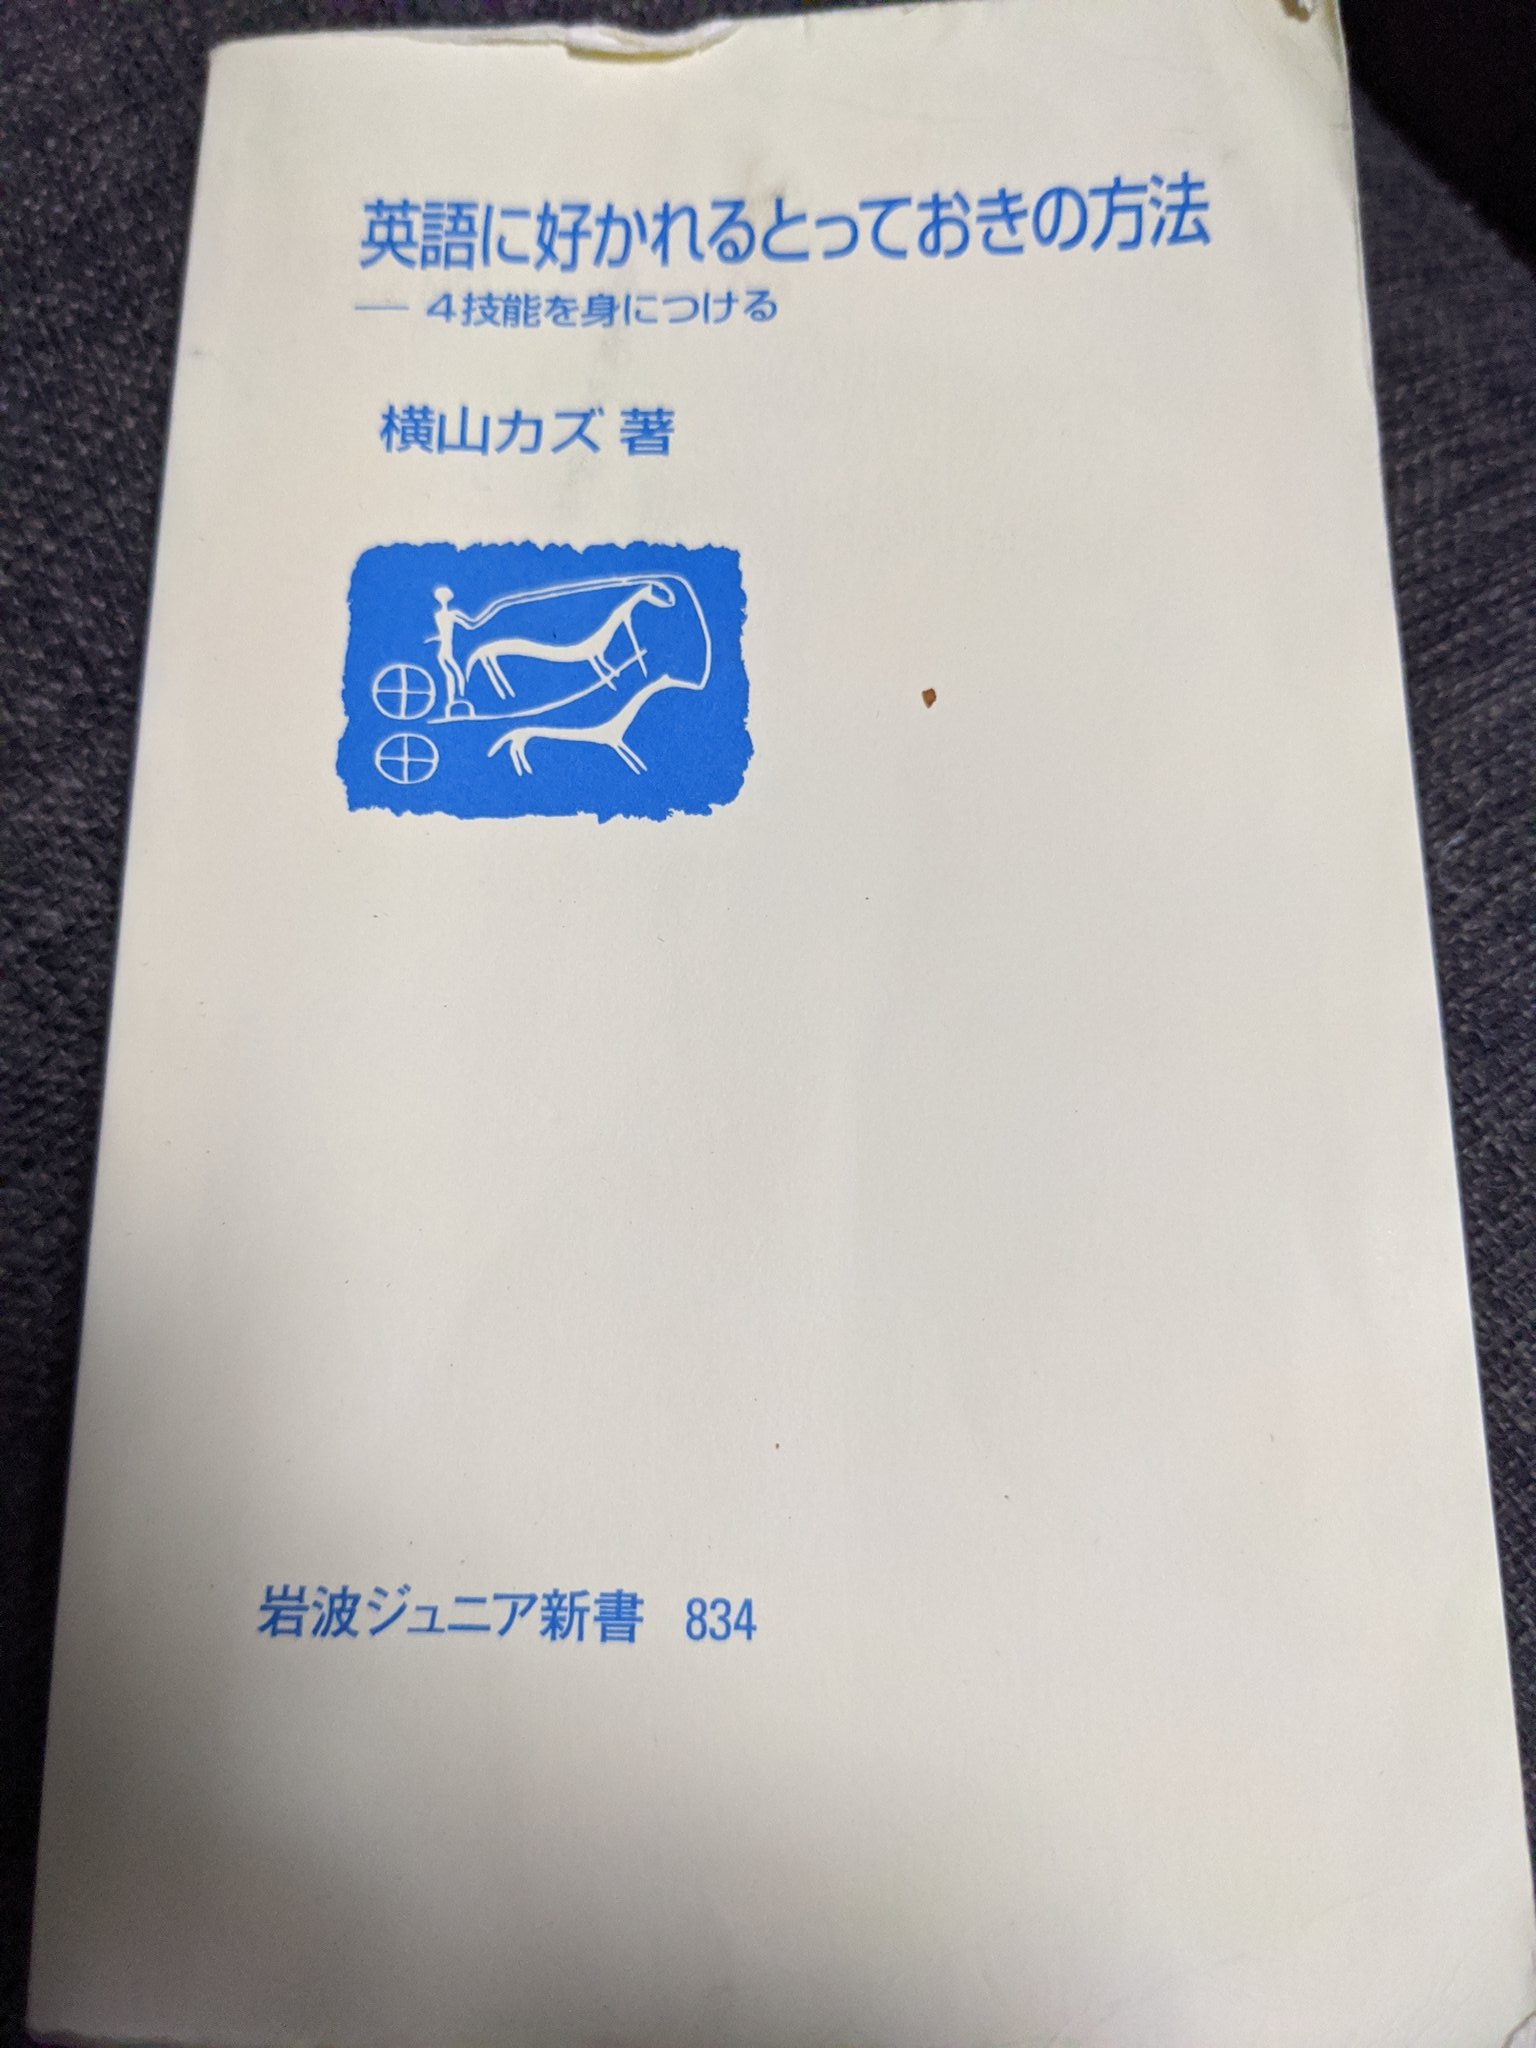 英語に好かれるとっておきの方法
― 4技能を身につける
横山カズ 著
岩波ジュニア新書 834